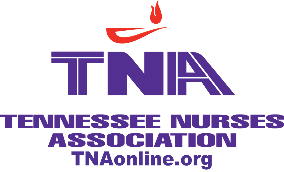 TNA
TENNESSEE NURSES
ASSOCIATION
TNAonline.org